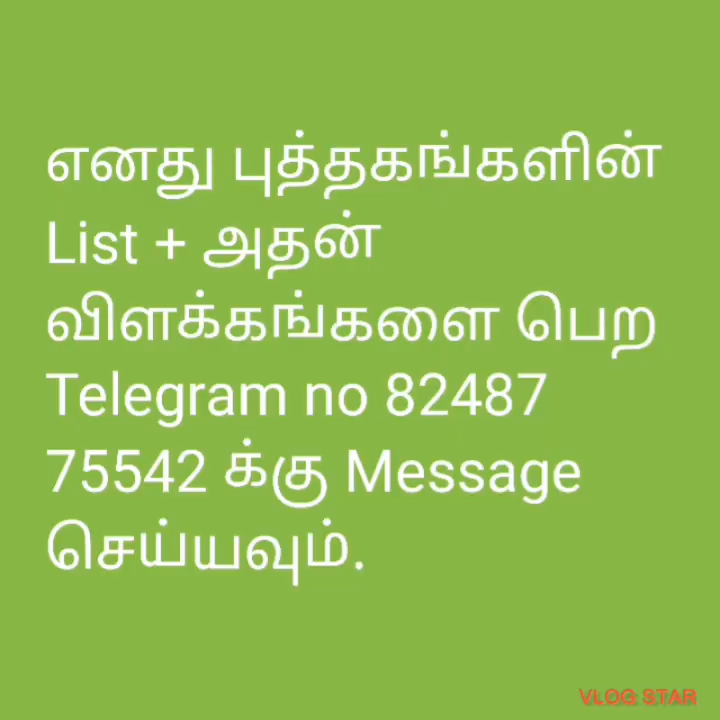 எனது புத்தகங்களின்
List + அதன்
விளக்கங்களை பெற
Telegram no 82487
75542 க்கு Message
செய்யவும்.
VLOG STAR